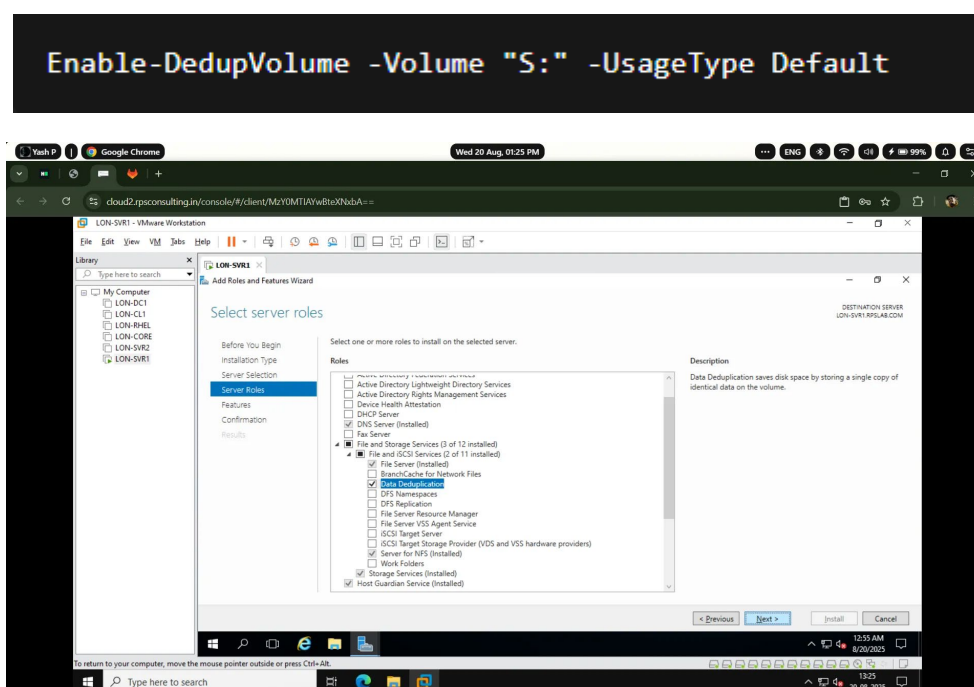 Enable-DedupVolume -Volume "S:" -UsageType Default
Yash P | Google Chrome Wed 20 Aug, 01:25 PM ENG 99%
cloud2.rpsconsulting.in/console/#/client/MzY0MTIAYwBteXNxbA==
LON-SVR1 - VMware Workstation
File Edit View VM Tabs Help
Library
Type here to search
My Computer
LON-DC1
LON-CL1
LON-RHEL
LON-CORE
LON-SVR2
LON-SVR1
LON-SVR1
Add Roles and Features Wizard
Select server roles
DESTINATION SERVER
LON-SVR1.RPSLAB.COM
Before You Begin
Installation Type
Server Selection
Server Roles
Features
Confirmation
Results
Select one or more roles to install on the selected server.
Roles
Active Directory Federation Services
Active Directory Lightweight Directory Services
Active Directory Rights Management Services
Device Health Attestation
DHCP Server
DNS Server (Installed)
Fax Server
File and Storage Services (3 of 12 installed)
File and iSCSI Services (2 of 11 installed)
File Server (Installed)
BranchCache for Network Files
Data Deduplication
DFS Namespaces
DFS Replication
File Server Resource Manager
File Server VSS Agent Service
iSCSI Target Server
iSCSI Target Storage Provider (VDS and VSS hardware providers)
Server for NFS (Installed)
Work Folders
Storage Services (Installed)
Host Guardian Service (Installed)
Description
Data Deduplication saves disk space by storing a single copy of
identical data on the volume.
< Previous Next > Install Cancel
12:55 AM
8/20/2025
To return to your computer, move the mouse pointer outside or press Ctrl+Alt.
Type here to search
13:25
20-08-2025